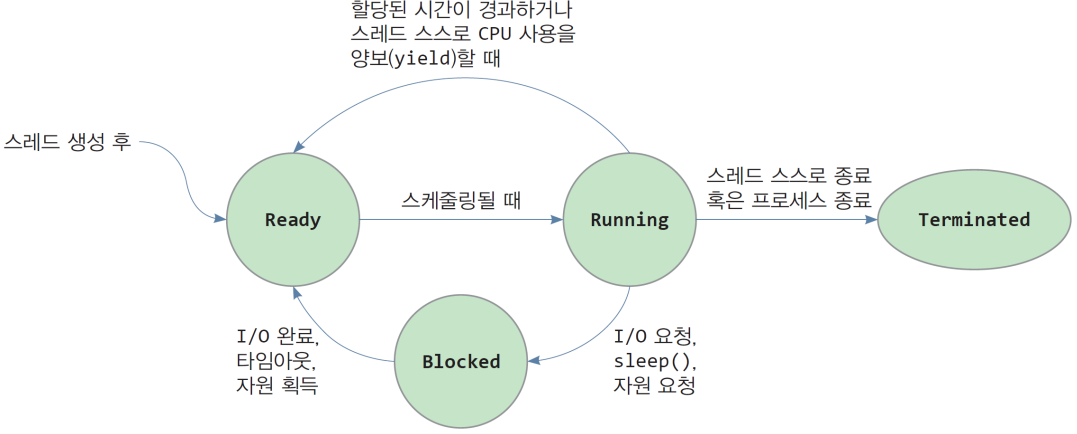 할당된 시간이 경과하거나
스레드 스스로 CPU 사용을
양보(yield)할 때
스레드 생성 후
Ready
스케줄링될 때
Running
스레드 스스로 종료
혹은 프로세스 종료
Terminated
I/O 완료,
타임아웃,
자원 획득
Blocked
I/O 요청,
sleep(),
자원 요청